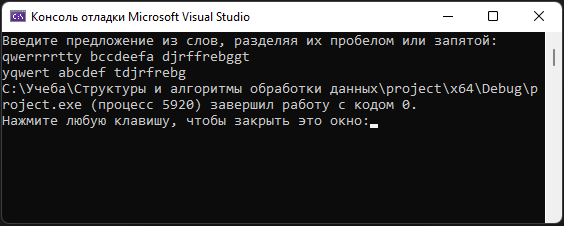 Консоль отладки Microsoft Visual Studio
Введите предложение из слов, разделяя их пробелом или запятой:
qwerrrrtty bccdeefa djrffrebggt
yqwert abcdef tdjrfrebg
C:\Учеба\Структуры и алгоритмы обработки данных\project\x64\Debug\p
roject.exe (процесс 5920) завершил работу с кодом 0.
Нажмите любую клавишу, чтобы закрыть это окно: